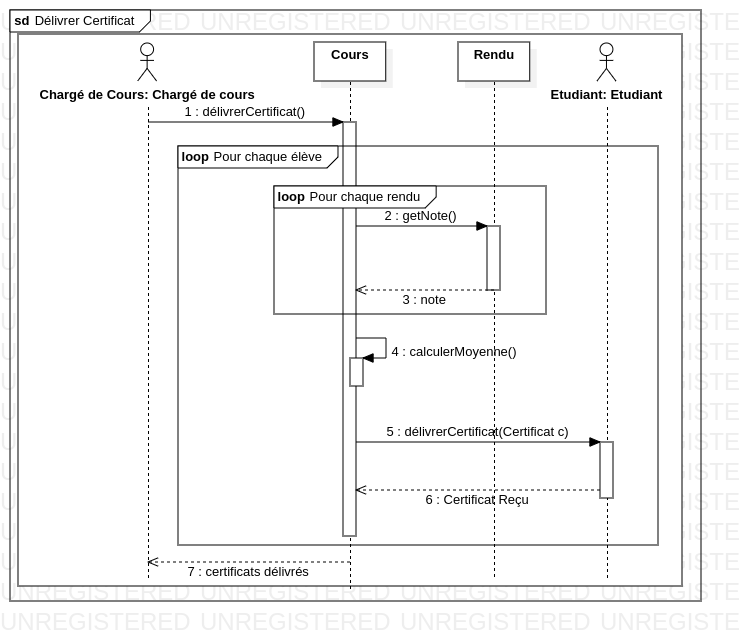 sd Délivrer Certificat
Cours
Rendu
Chargé de Cours: Chargé de cours
Etudiant: Etudiant
1 : délivrerCertificat()
loop Pour chaque élève
loop Pour chaque rendu
2 : getNote()
3 : note
4 : calculerMoyenne()
5 : délivrerCertificat(Certificat c)
6 : Certificat Reçu
7 : certificats délivrés
UNREGISTERED UNREGISTERED UNREGISTERED